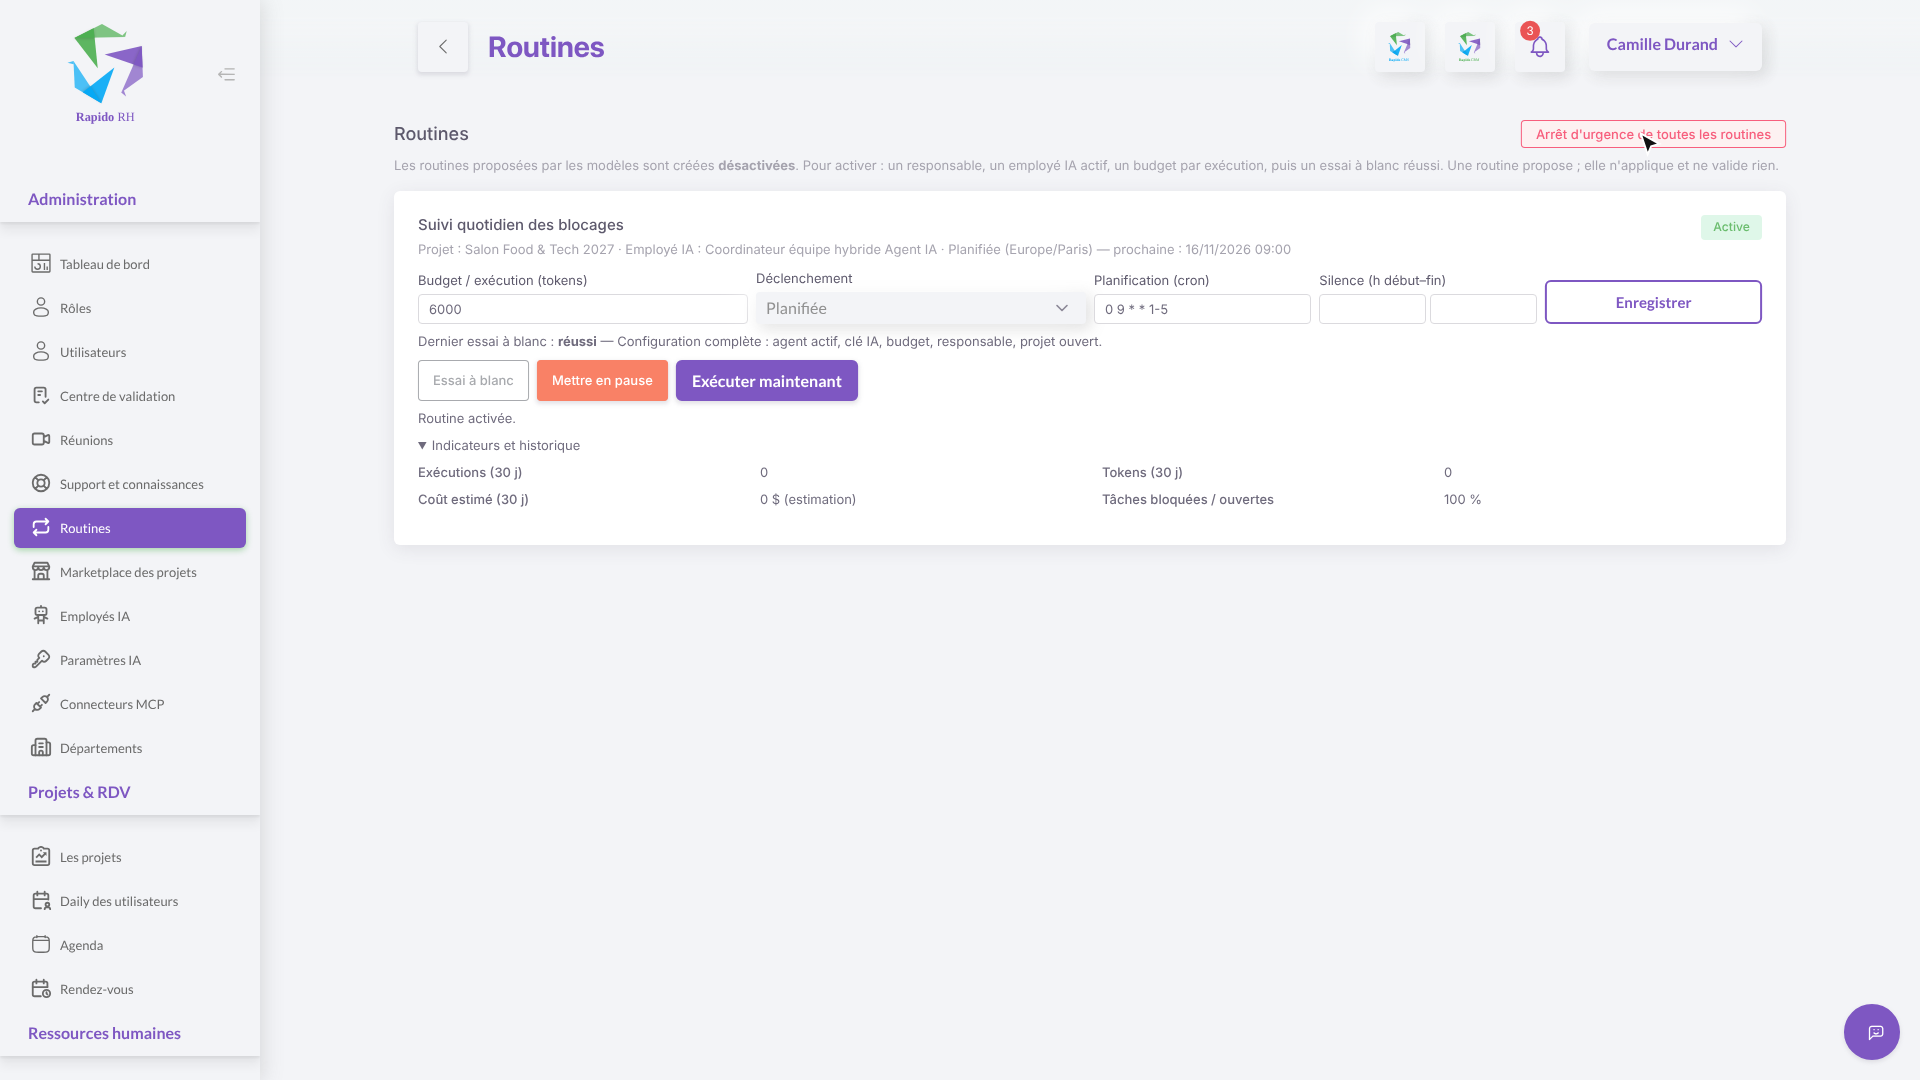 Rapido RH
Administration
Tableau de bord
Rôles
Utilisateurs
Centre de validation
Réunions
Support et connaissances
Routines
Marketplace des projets
Employés IA
Paramètres IA
Connecteurs MCP
Départements
Projets & RDV
Les projets
Daily des utilisateurs
Agenda
Rendez-vous
Ressources humaines
Routines
3
Camille Durand
Routines
Arrêt d'urgence de toutes les routines
Les routines proposées par les modèles sont créées désactivées. Pour activer : un responsable, un employé IA actif, un budget par exécution, puis un essai à blanc réussi. Une routine propose ; elle n'applique et ne valide rien.
Suivi quotidien des blocages
Active
Projet : Salon Food & Tech 2027 · Employé IA : Coordinateur équipe hybride Agent IA · Planifiée (Europe/Paris) — prochaine : 16/11/2026 09:00
Budget / exécution (tokens)
Déclenchement
Planification (cron)
Silence (h début–fin)
6000
Planifiée
0 9 * * 1-5
Enregistrer
Dernier essai à blanc : réussi — Configuration complète : agent actif, clé IA, budget, responsable, projet ouvert.
Essai à blanc
Mettre en pause
Exécuter maintenant
Routine activée.
▼ Indicateurs et historique
Exécutions (30 j) 0 Tokens (30 j) 0
Coût estimé (30 j) 0 $ (estimation) Tâches bloquées / ouvertes 100 %